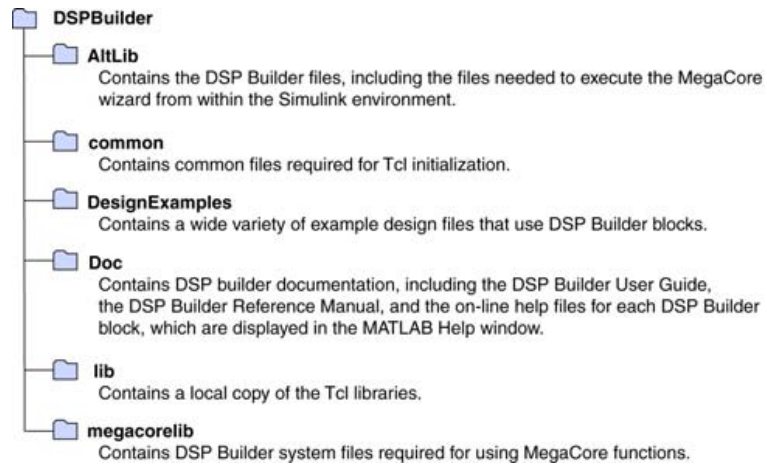 DSPBuilder
AltLib
Contains the DSP Builder files, including the files needed to execute the MegaCore
wizard from within the Simulink environment.
common
Contains common files required for Tcl initialization.
DesignExamples
Contains a wide variety of example design files that use DSP Builder blocks.
Doc
Contains DSP builder documentation, including the DSP Builder User Guide,
the DSP Builder Reference Manual, and the on-line help files for each DSP Builder
block, which are displayed in the MATLAB Help window.
lib
Contains a local copy of the Tcl libraries.
megacorelib
Contains DSP Builder system files required for using MegaCore functions.